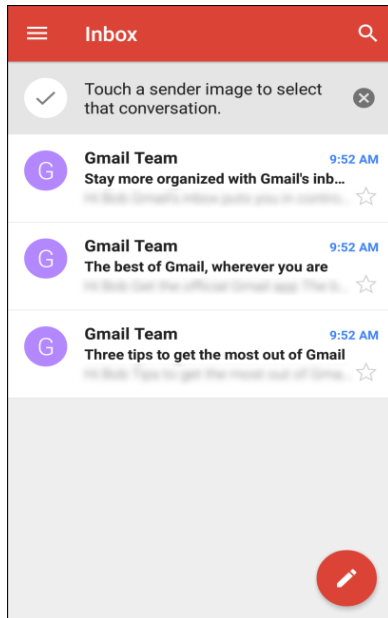 Inbox
Touch a sender image to select
that conversation.
G
Gmail Team
9:52 AM
Stay more organized with Gmail's inb...
G
Gmail Team
9:52 AM
The best of Gmail, wherever you are
G
Gmail Team
9:52 AM
Three tips to get the most out of Gmail